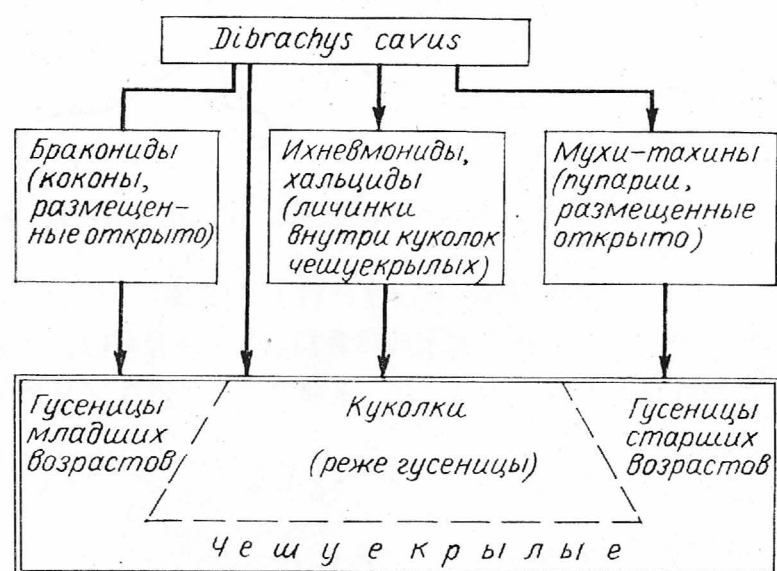 Dibrachys cavus
Бракониды
(коконы,
размещен-
ные открыто)
Ихневмониды,
хальциды
(личинки
внутри куколок
чешуекрылых)
Мухи-тахины
(пупарии,
размещенные
открыто)
Гусеницы
младших
возрастов
Куколки
(реже гусеницы)
Гусеницы
старших
возрастов
Чешуекрылые